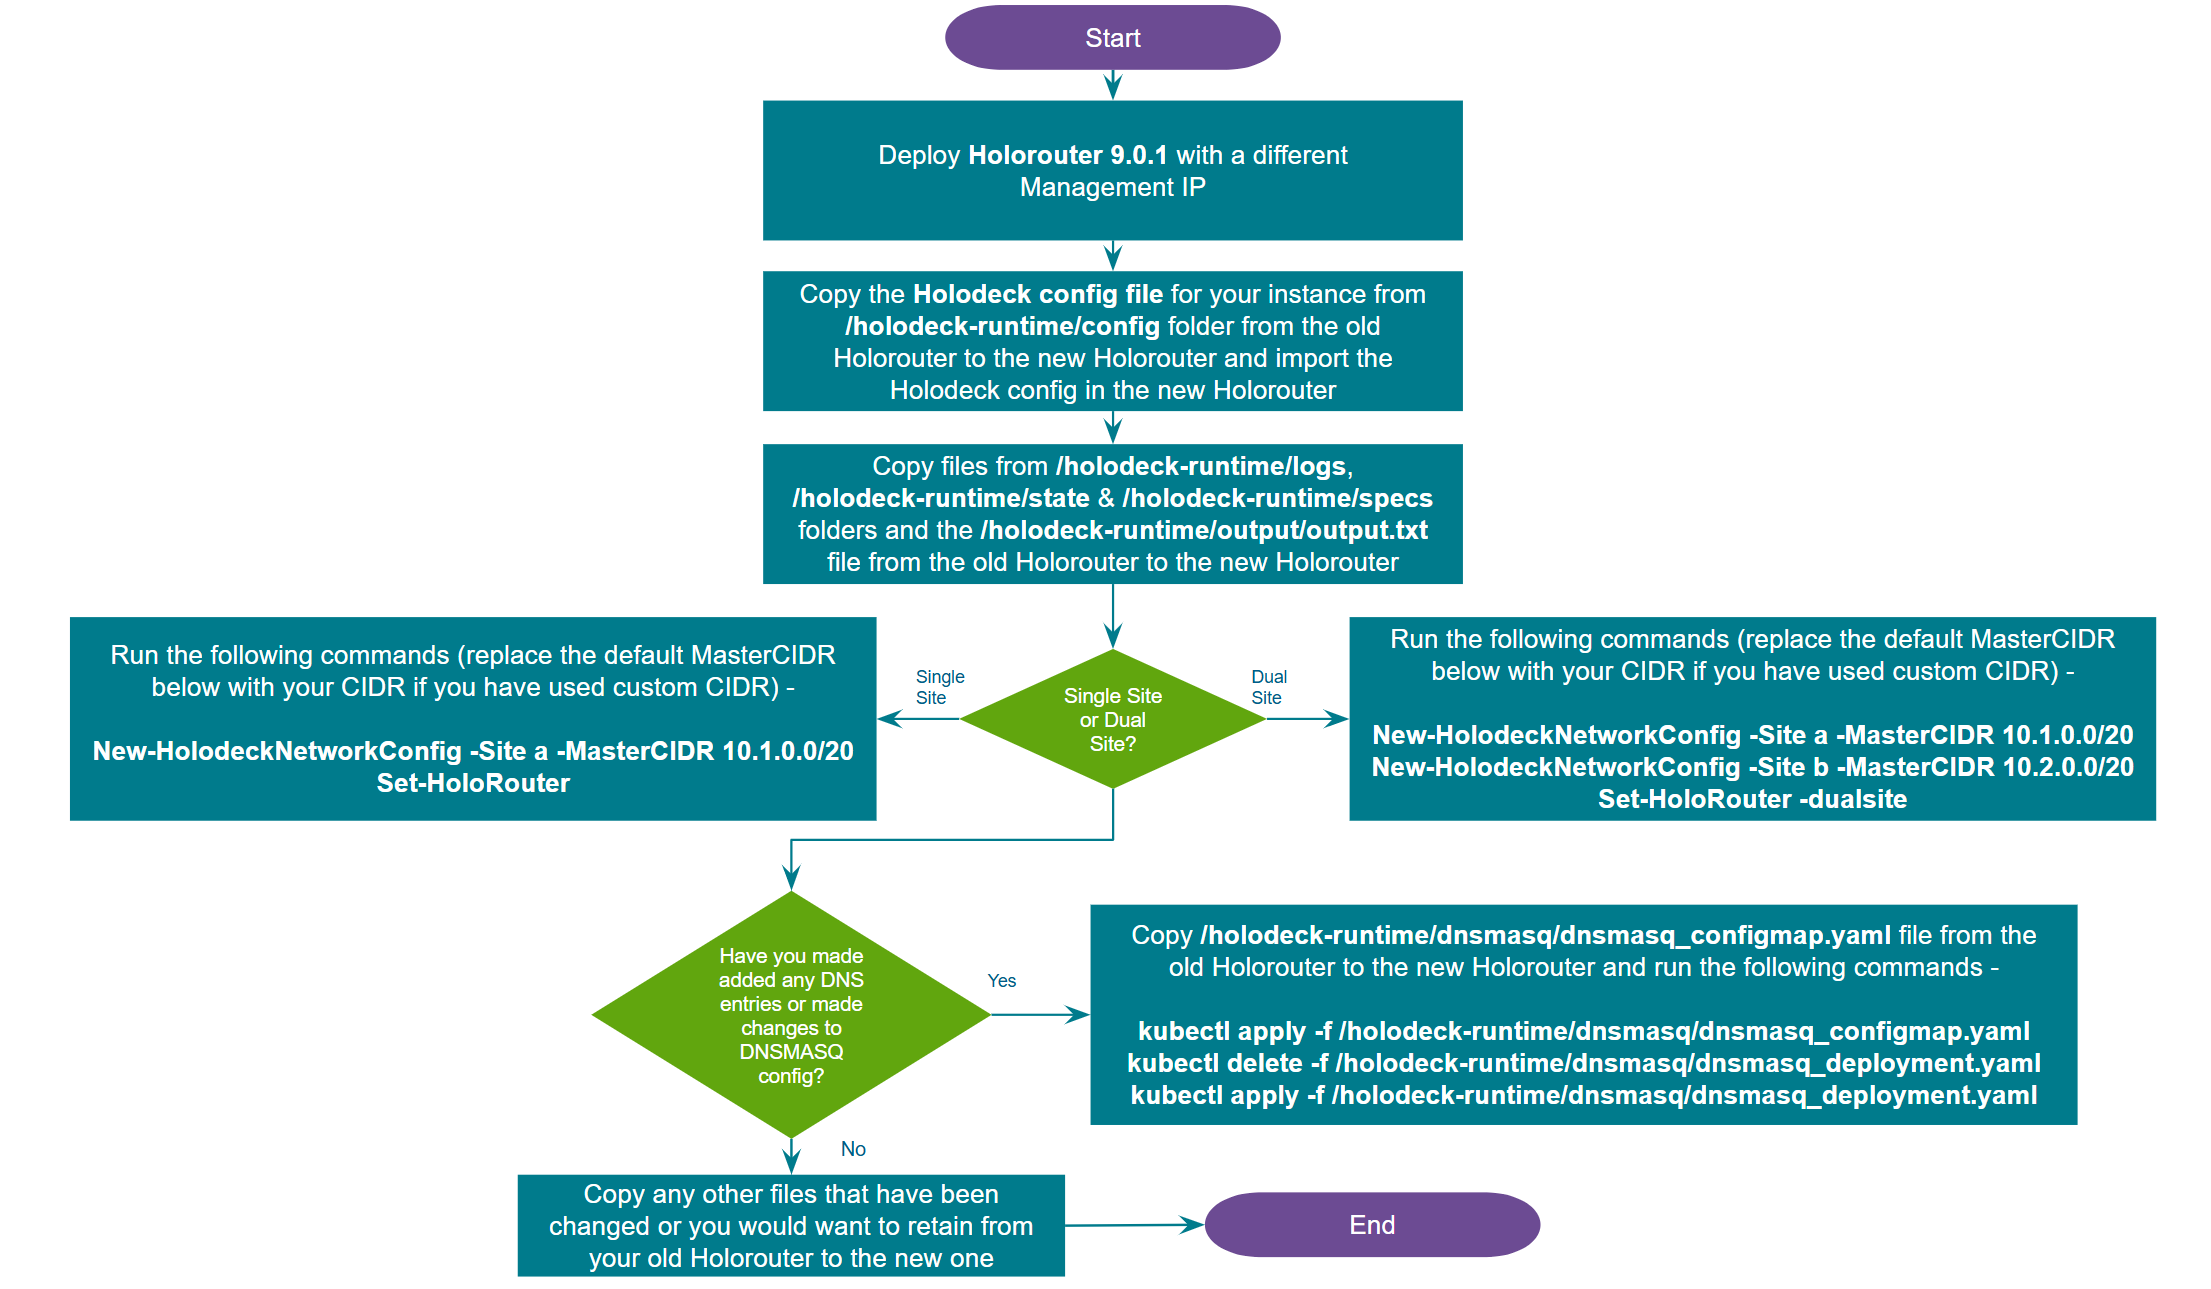 Start
Deploy Holorouter 9.0.1 with a different
Management IP
Copy the Holodeck config file for your instance from
/holodeck-runtime/config folder from the old
Holorouter to the new Holorouter and import the
Holodeck config in the new Holorouter
Copy files from /holodeck-runtime/logs,
/holodeck-runtime/state & /holodeck-runtime/specs
folders and the /holodeck-runtime/output/output.txt
file from the old Holorouter to the new Holorouter
Run the following commands (replace the default MasterCIDR
below with your CIDR if you have used custom CIDR) -
New-HolodeckNetworkConfig -Site a -MasterCIDR 10.1.0.0/20
Set-HoloRouter
Single
Site
Single Site
or Dual
Site?
Dual
Site
Run the following commands (replace the default MasterCIDR
below with your CIDR if you have used custom CIDR) -
New-HolodeckNetworkConfig -Site a -MasterCIDR 10.1.0.0/20
New-HolodeckNetworkConfig -Site b -MasterCIDR 10.2.0.0/20
Set-HoloRouter -dualsite
Have you made
added any DNS
entries or made
changes to
DNSMASQ
config?
Yes
Copy /holodeck-runtime/dnsmasq/dnsmasq_configmap.yaml file from the
old Holorouter to the new Holorouter and run the following commands -
kubectl apply -f /holodeck-runtime/dnsmasq/dnsmasq_configmap.yaml
kubectl delete -f /holodeck-runtime/dnsmasq/dnsmasq_deployment.yaml
kubectl apply -f /holodeck-runtime/dnsmasq/dnsmasq_deployment.yaml
No
Copy any other files that have been
changed or you would want to retain from
your old Holorouter to the new one
End